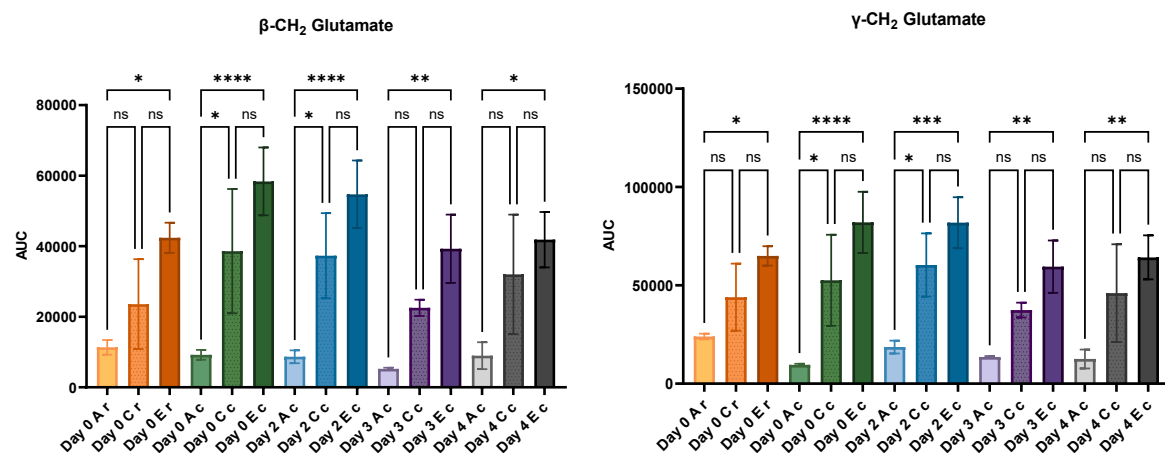 β-CH₂ Glutamate
* **** **** ** *
ns ns * ns * ns ns ns ns ns
80000
60000
40000
20000
0
AUC
Day 0 A r
Day 0 C r
Day 0 E r
Day 0 A c
Day 0 C c
Day 0 E c
Day 2 A c
Day 2 C c
Day 2 E c
Day 3 A c
Day 3 C c
Day 3 E c
Day 4 A c
Day 4 C c
Day 4 E c
γ-CH₂ Glutamate
* **** *** ** **
ns ns * ns * ns ns ns ns ns
150000
100000
50000
0
AUC
Day 0 A r
Day 0 C r
Day 0 E r
Day 0 A c
Day 0 C c
Day 0 E c
Day 2 A c
Day 2 C c
Day 2 E c
Day 3 A c
Day 3 C c
Day 3 E c
Day 4 A c
Day 4 C c
Day 4 E c